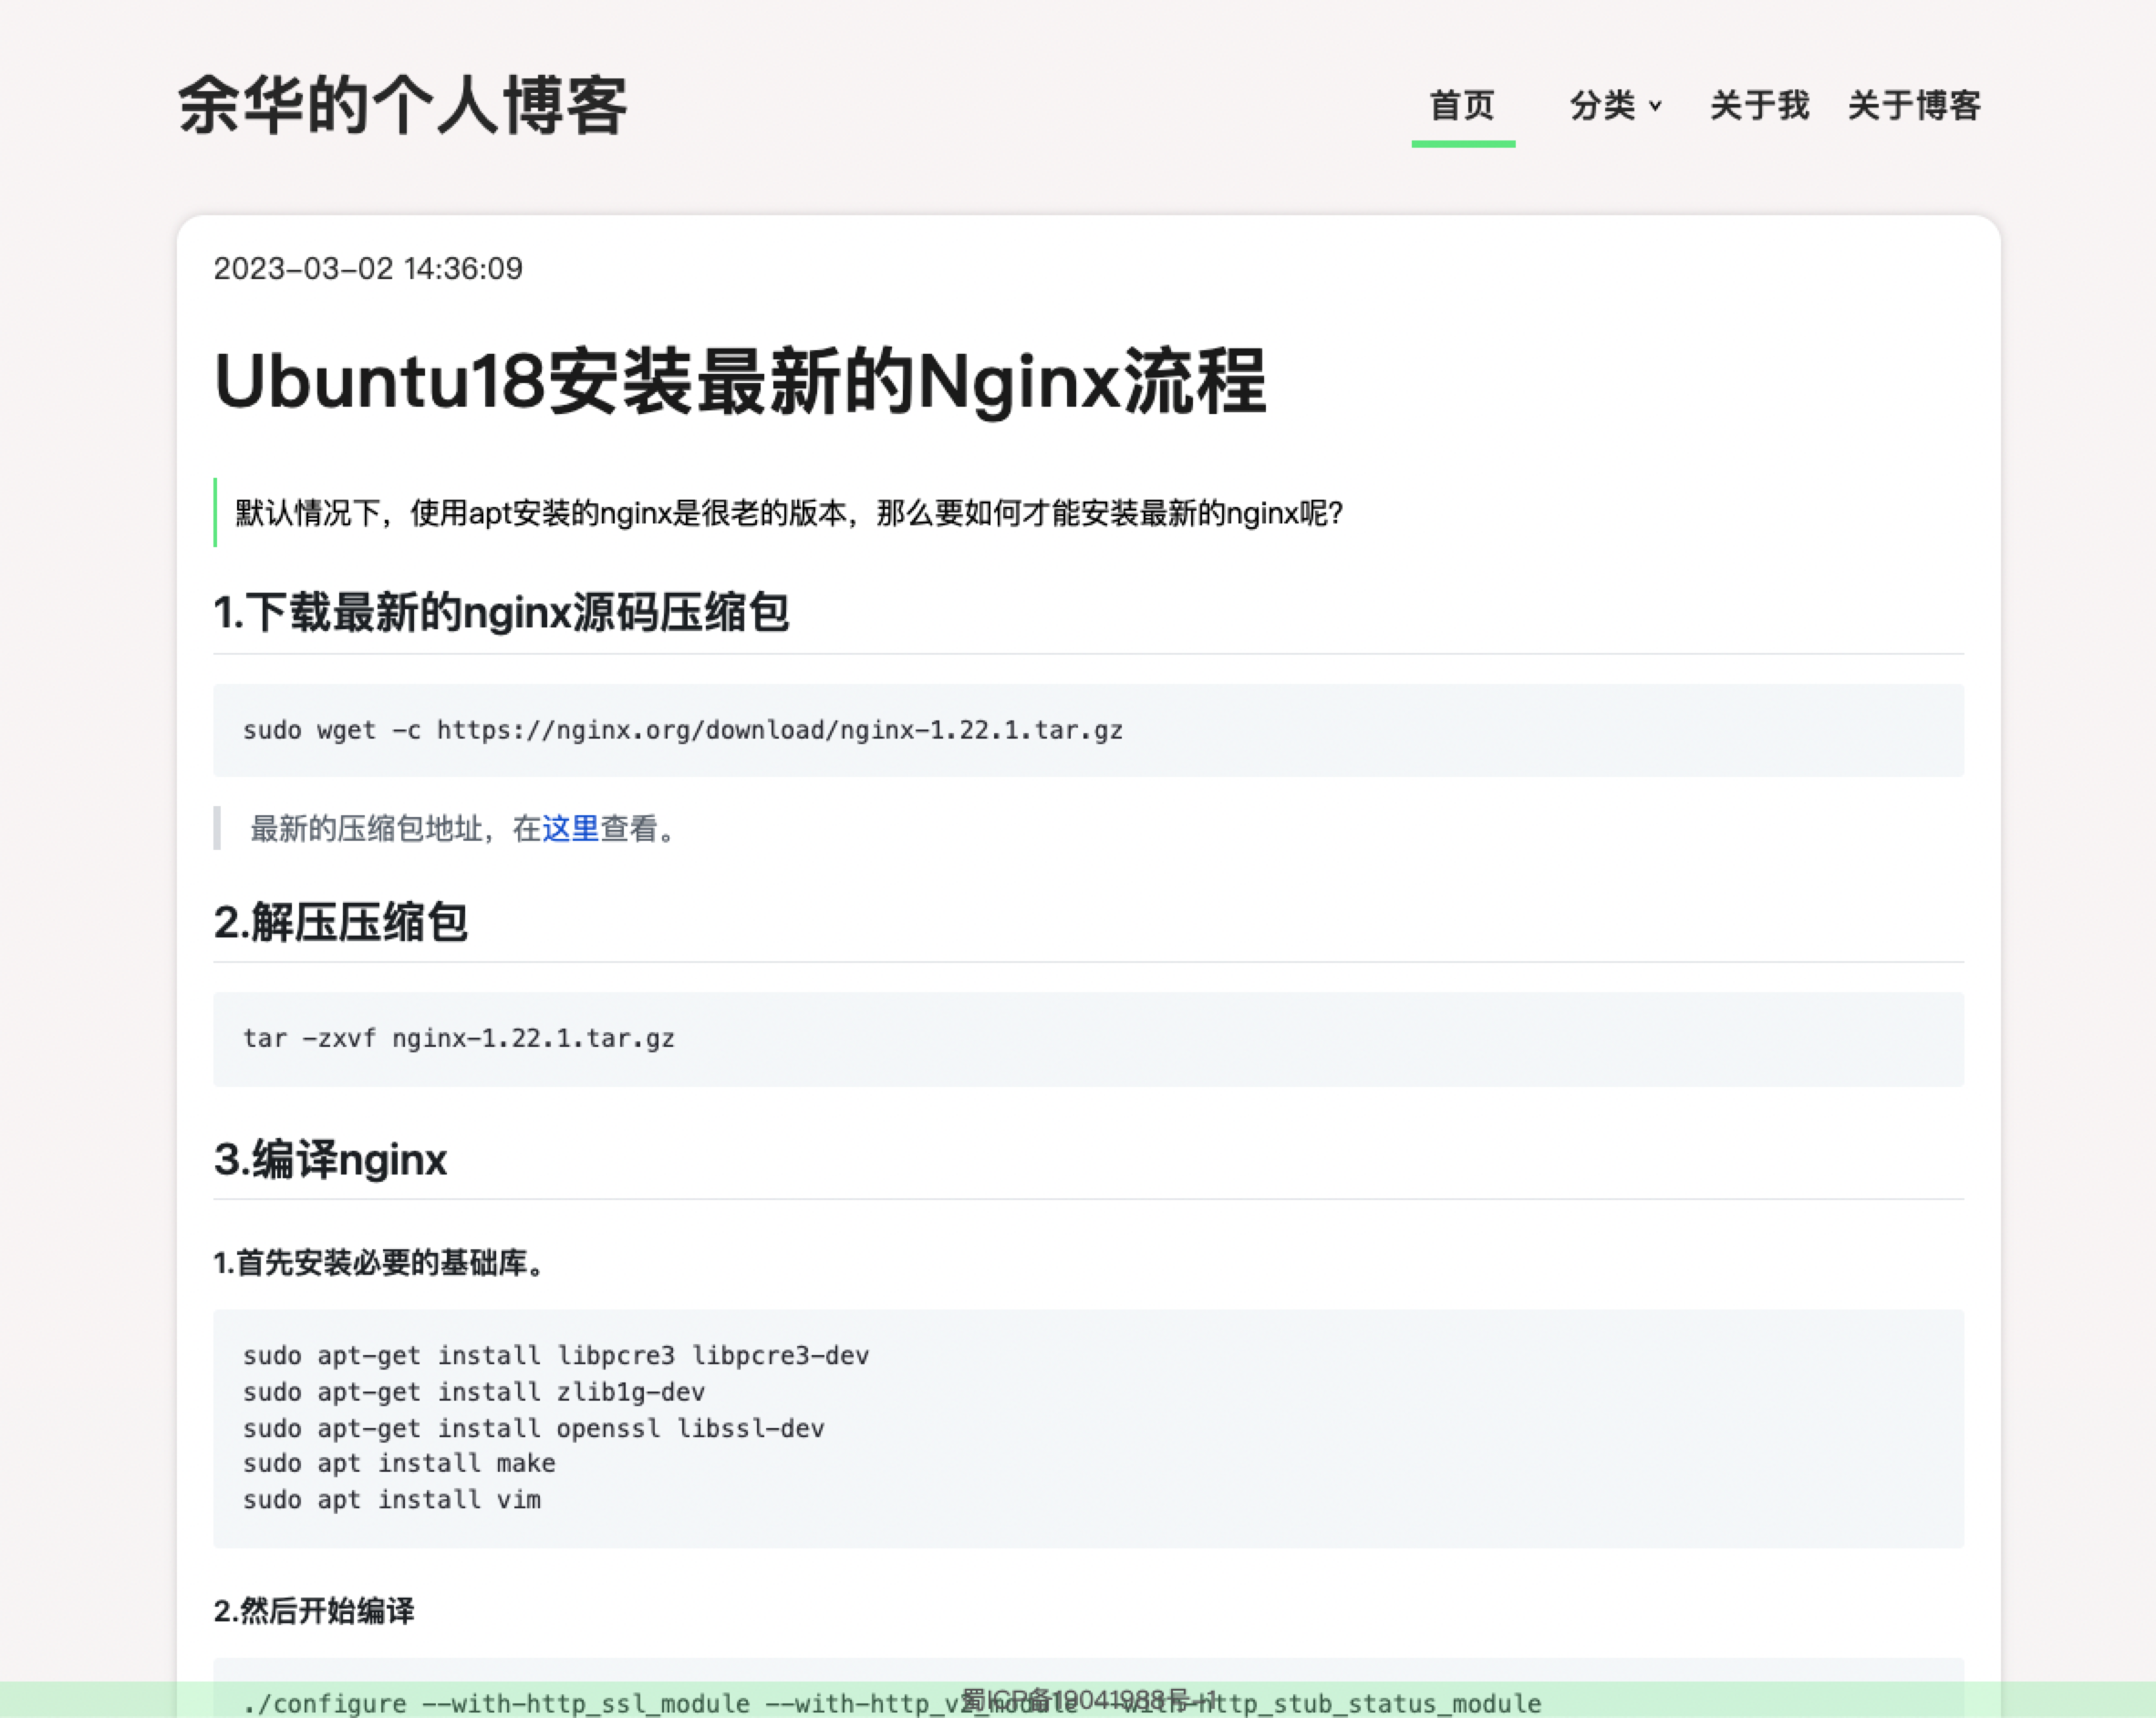 余华的个人博客
首页 分类 关于我 关于博客
2023-03-02 14:36:09
Ubuntu18安装最新的Nginx流程
默认情况下，使用apt安装的nginx是很老的版本，那么要如何才能安装最新的nginx呢?
1.下载最新的nginx源码压缩包
sudo wget -c https://nginx.org/download/nginx-1.22.1.tar.gz
最新的压缩包地址，在这里查看。
2.解压压缩包
tar -zxvf nginx-1.22.1.tar.gz
3.编译nginx
1.首先安装必要的基础库。
sudo apt-get install libpcre3 libpcre3-dev
sudo apt-get install zlib1g-dev
sudo apt-get install openssl libssl-dev
sudo apt install make
sudo apt install vim
2.然后开始编译
./configure --with-http_ssl_module --with-http_v2_module --with-http_stub_status_module
蜀ICP备19041988号-1